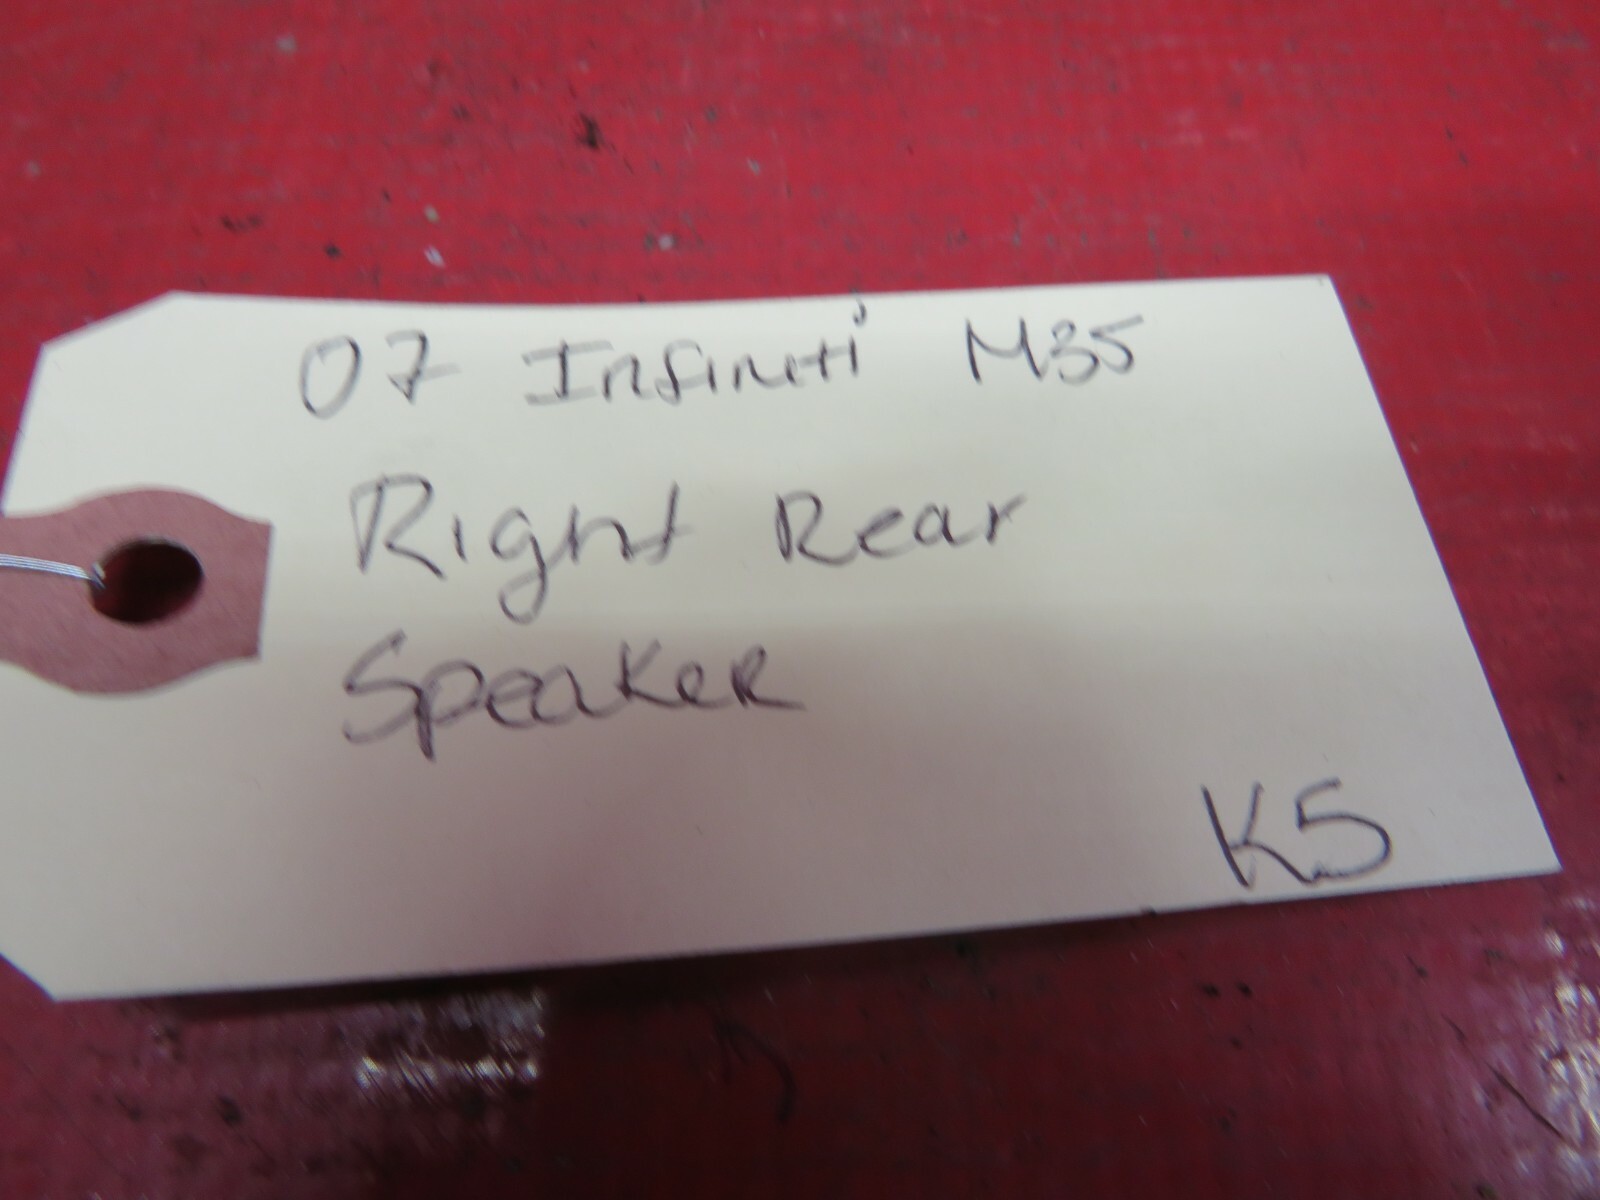 07 Infiniti M35
Right Rear
Speaker
K5